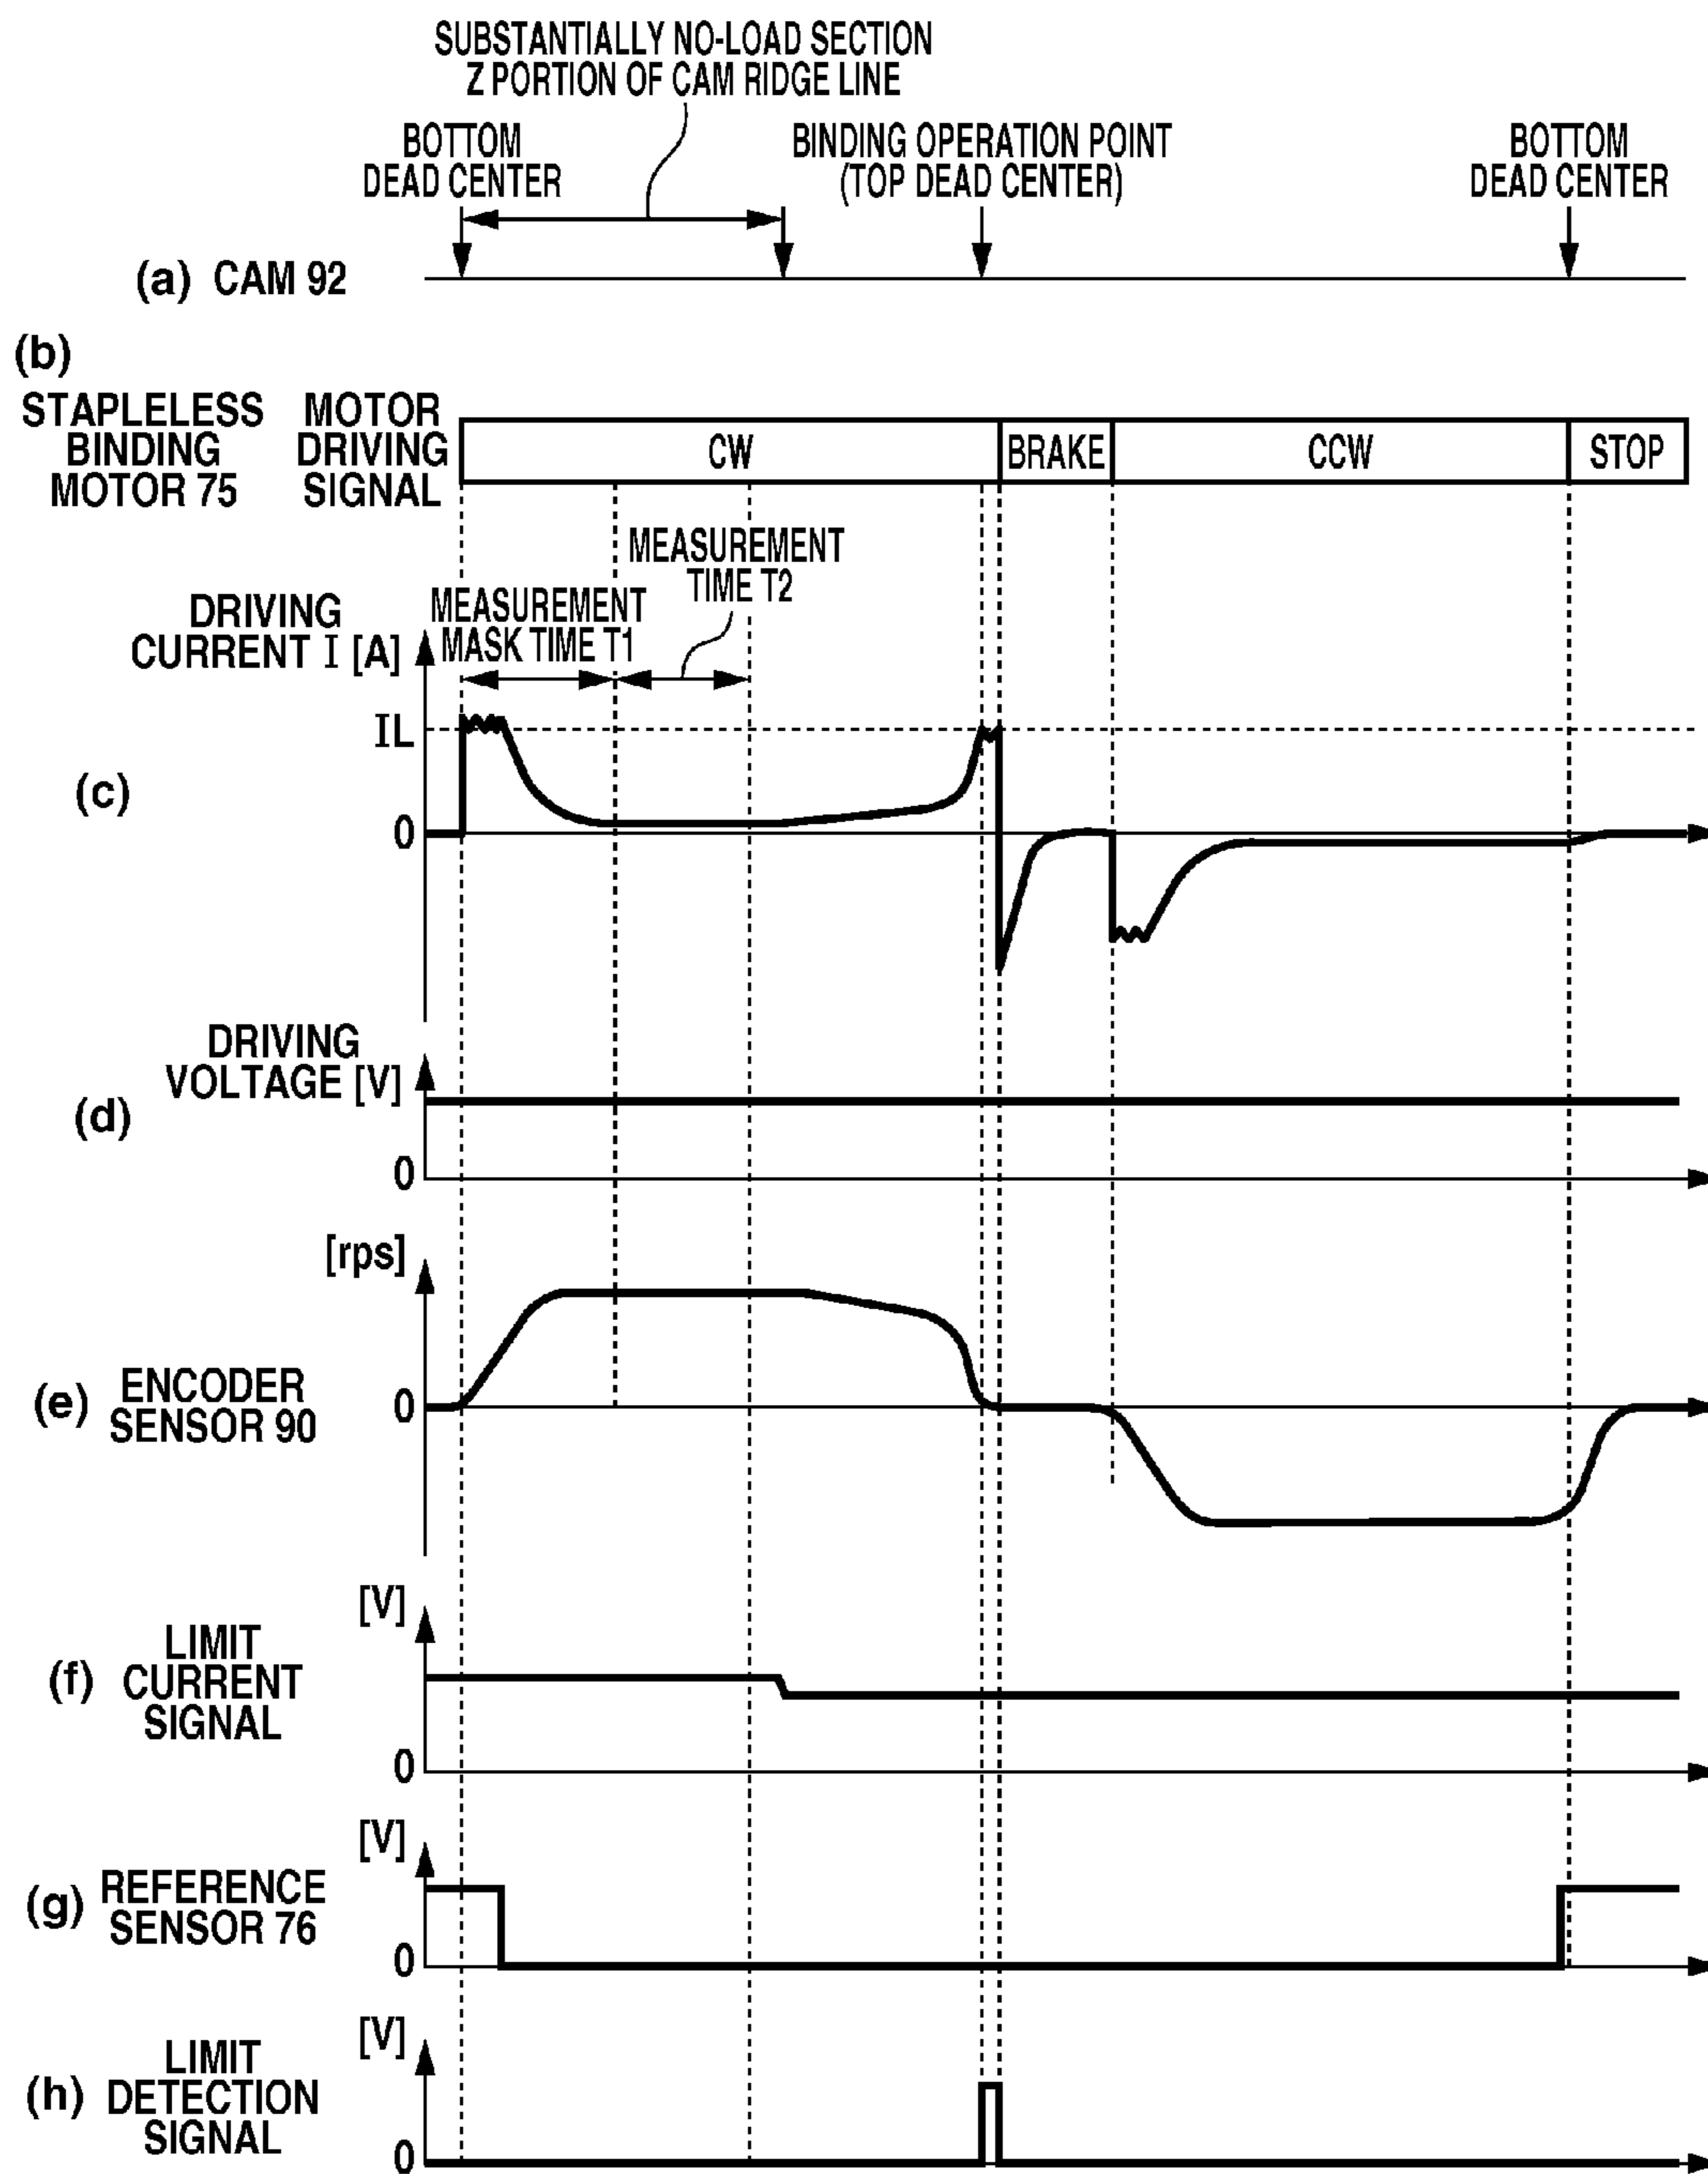 SUBSTANTIALLY NO-LOAD SECTION
Z PORTION OF CAM RIDGE LINE
BOTTOM
DEAD CENTER
BINDING OPERATION POINT
(TOP DEAD CENTER)
BOTTOM
DEAD CENTER
(a) CAM 92
(b)
STAPLELESS
BINDING
MOTOR 75
MOTOR
DRIVING
SIGNAL
CW
BRAKE
CCW
STOP
MEASUREMENT
TIME T2
MEASUREMENT
MASK TIME T1
DRIVING
CURRENT I [A]
IL
(c)
0
DRIVING
VOLTAGE [V]
(d)
0
[rps]
(e) ENCODER
SENSOR 90
0
[V]
(f) LIMIT
CURRENT
SIGNAL
0
[V]
(g) REFERENCE
SENSOR 76
0
[V]
(h) LIMIT
DETECTION
SIGNAL
0